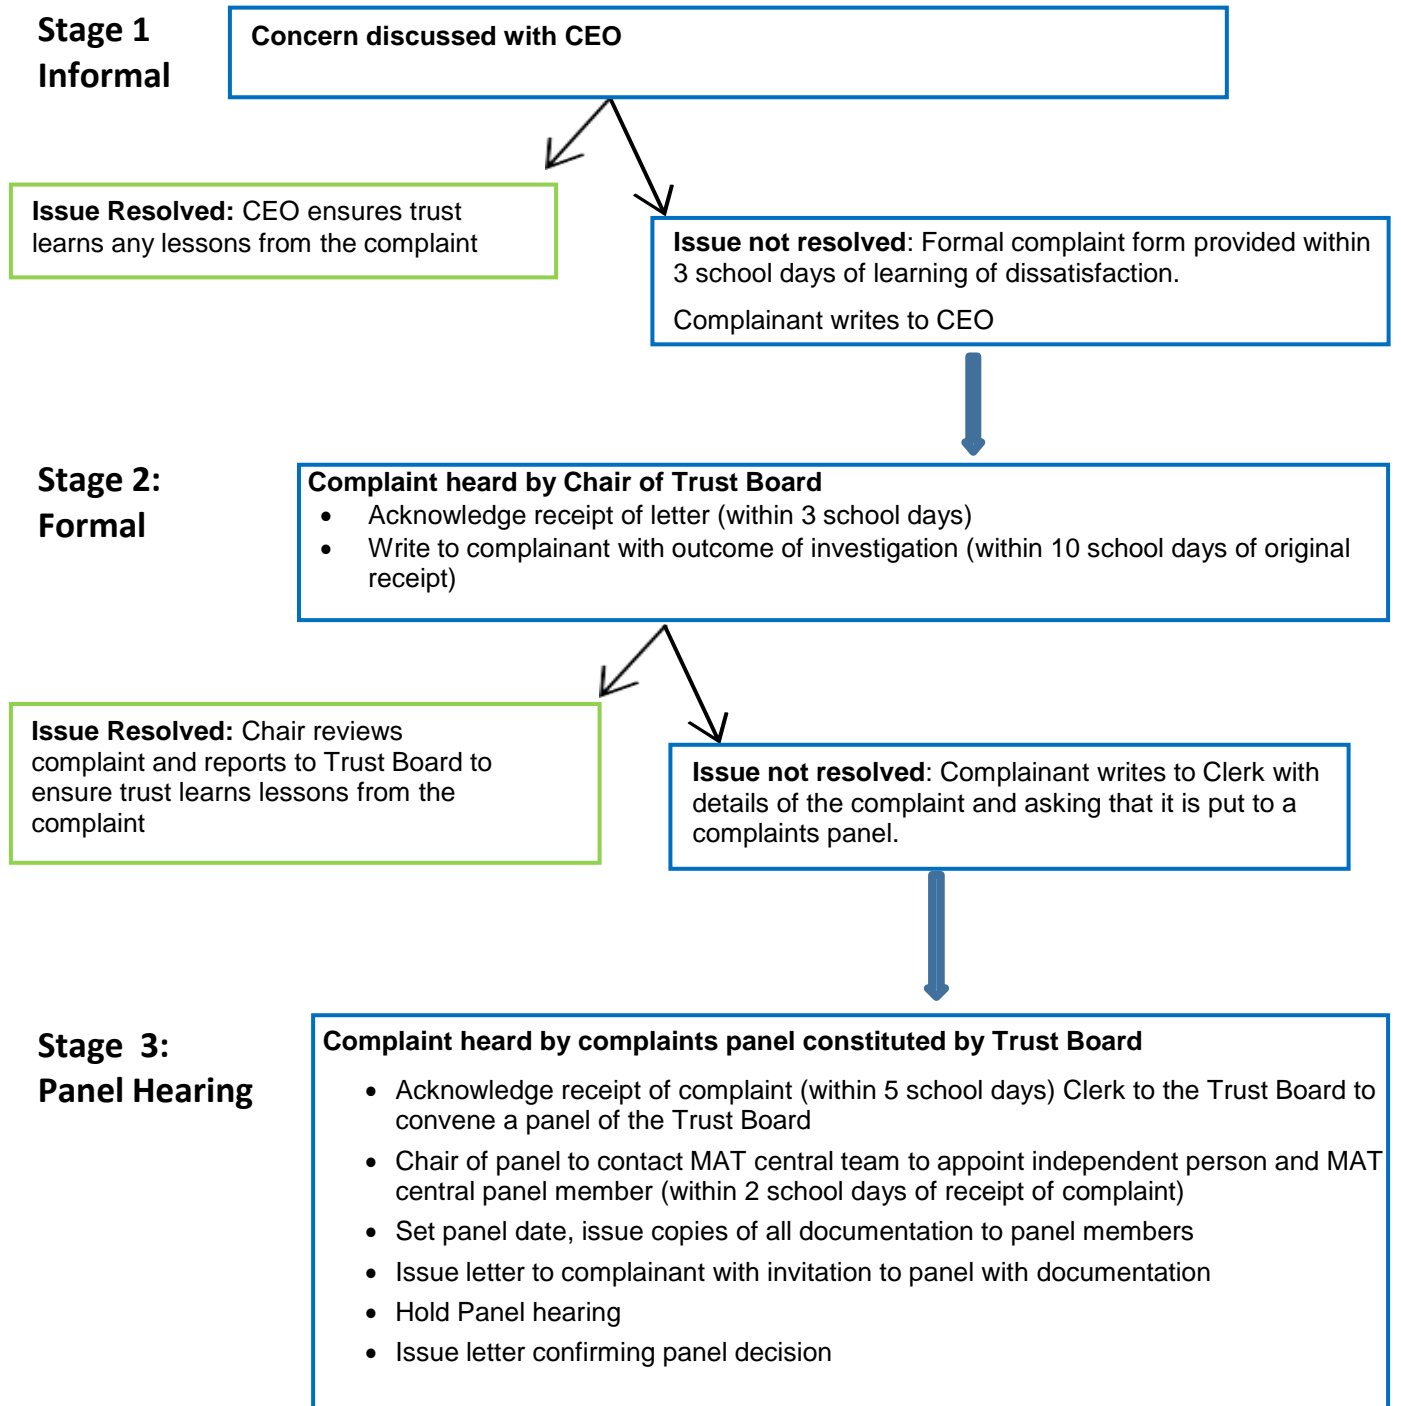 Stage 1
Informal
Concern discussed with CEO
Issue Resolved: CEO ensures trust
learns any lessons from the complaint
Issue not resolved: Formal complaint form provided within
3 school days of learning of dissatisfaction.
Complainant writes to CEO
Stage 2:
Formal
Complaint heard by Chair of Trust Board
• Acknowledge receipt of letter (within 3 school days)
• Write to complainant with outcome of investigation (within 10 school days of original
receipt)
Issue Resolved: Chair reviews
complaint and reports to Trust Board to
ensure trust learns lessons from the
complaint
Issue not resolved: Complainant writes to Clerk with
details of the complaint and asking that it is put to a
complaints panel.
Stage 3:
Panel Hearing
Complaint heard by complaints panel constituted by Trust Board
• Acknowledge receipt of complaint (within 5 school days) Clerk to the Trust Board to
convene a panel of the Trust Board
• Chair of panel to contact MAT central team to appoint independent person and MAT
central panel member (within 2 school days of receipt of complaint)
• Set panel date, issue copies of all documentation to panel members
• Issue letter to complainant with invitation to panel with documentation
• Hold Panel hearing
• Issue letter confirming panel decision